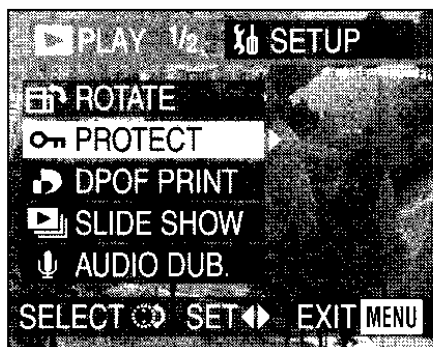 PLAY 1/2 SETUP
ROTATE
PROTECT
DPOF PRINT
SLIDE SHOW
AUDIO DUB.
SELECT SET EXIT MENU